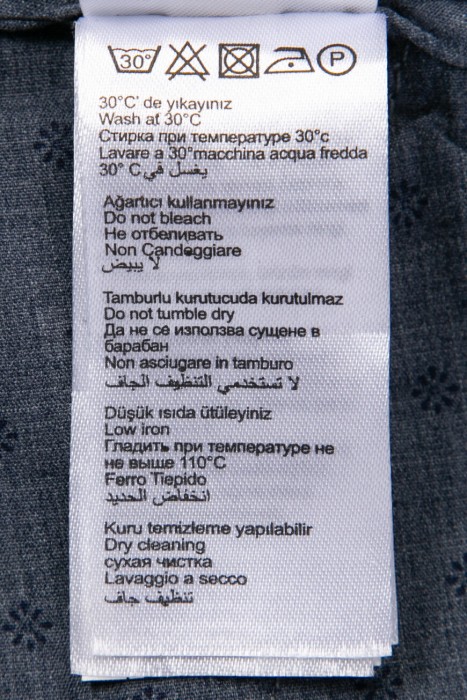 30°
P
30°C' de yıkayınız
Wash at 30°C
Стирка при температуре 30°c
Lavare a 30°macchina acqua fredda
30° C يغسل في
Ağartici kullanmayınız
Do not bleach
Не отбеливать
Non Candeggiare
لا يبيض
Tamburlu kurutucuda kurutulmaz
Do not tumble dry
Да не се използва сушене в
барабан
Non asciugare in tamburo
لا تستخدمي التنظيف الجاف
Düşük ısıda ütüleyiniz
Low iron
Гладить при температуре не
не выше 110°C
Ferro Tiepido
انخفاض الحديد
Kuru temizleme yapılabilir
Dry cleaning
сухая чистка
Lavaggio a secco
تنظيف جاف